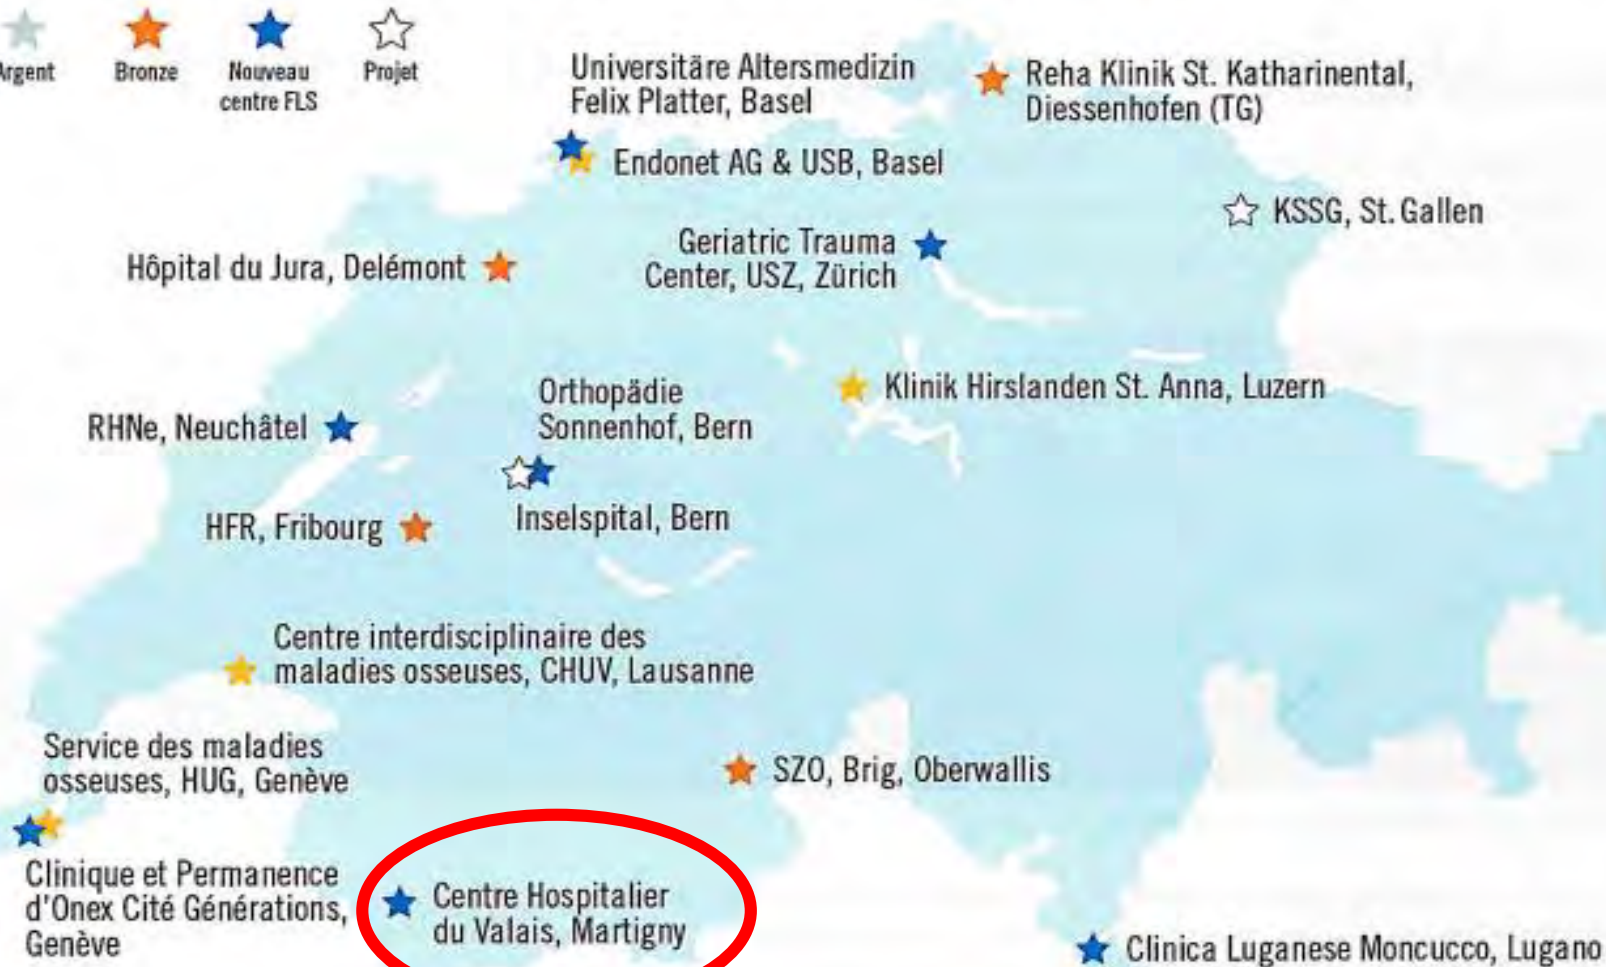 Argent
Bronze
Nouveau
centre FLS
Projet
Universitäre Altersmedizin
Felix Platter, Basel
Reha Klinik St. Katharinental,
Diessenhofen (TG)
Endonet AG & USB, Basel
KSSG, St. Gallen
Geriatric Trauma
Center, USZ, Zürich
Hôpital du Jura, Delémont
Orthopädie
Sonnenhof, Bern
Klinik Hirslanden St. Anna, Luzern
RHNe, Neuchâtel
Inselspital, Bern
HFR, Fribourg
Centre interdisciplinaire des
maladies osseuses, CHUV, Lausanne
Service des maladies
osseuses, HUG, Genève
SZO, Brig, Oberwallis
Clinique et Permanence
d'Onex Cité Générations,
Genève
Centre Hospitalier
du Valais, Martigny
Clinica Luganese Moncucco, Lugano